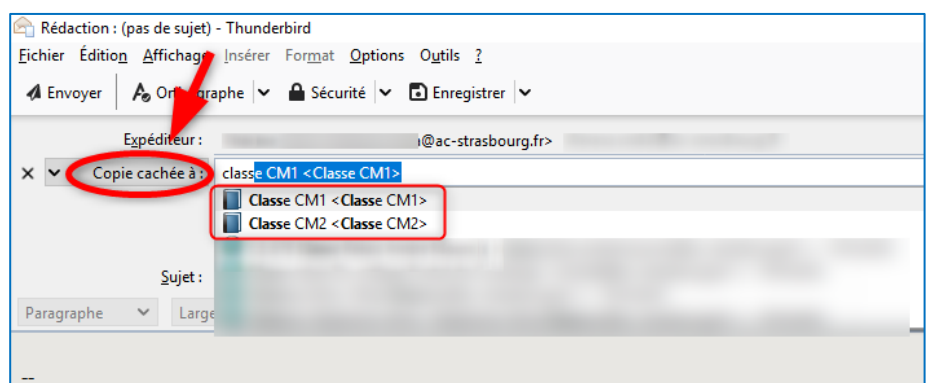 Rédaction : (pas de sujet) - Thunderbird
Fichier Édition Affichage Insérer Format Options Outils ?
Envoyer Orthographe Sécurité Enregistrer
Expéditeur : @ac-strasbourg.fr>
Copie cachée à : classe CM1 <Classe CM1>
Classe CM1 <Classe CM1>
Classe CM2 <Classe CM2>
Sujet :
Paragraphe Large
--